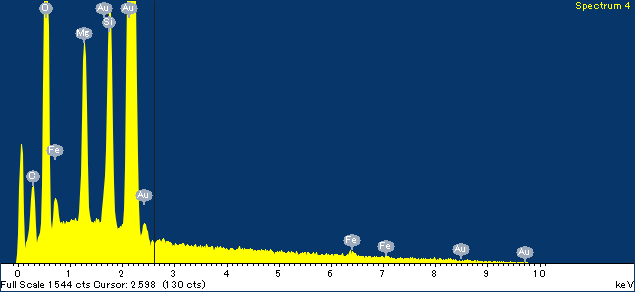 Spectrum 4
O Au Au
Si
Mg
Fe
C
Au
Fe Fe Au Au
0 1 2 3 4 5 6 7 8 9 10
Full Scale 1544 cts Cursor: 2.598 (130 cts) keV